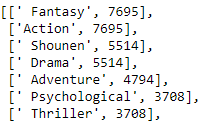 [[' Fantasy', 7695],
['Action', 7695],
[' Shounen', 5514],
[' Drama', 5514],
[' Adventure', 4794],
[' Psychological', 3708],
[' Thriller', 3708],